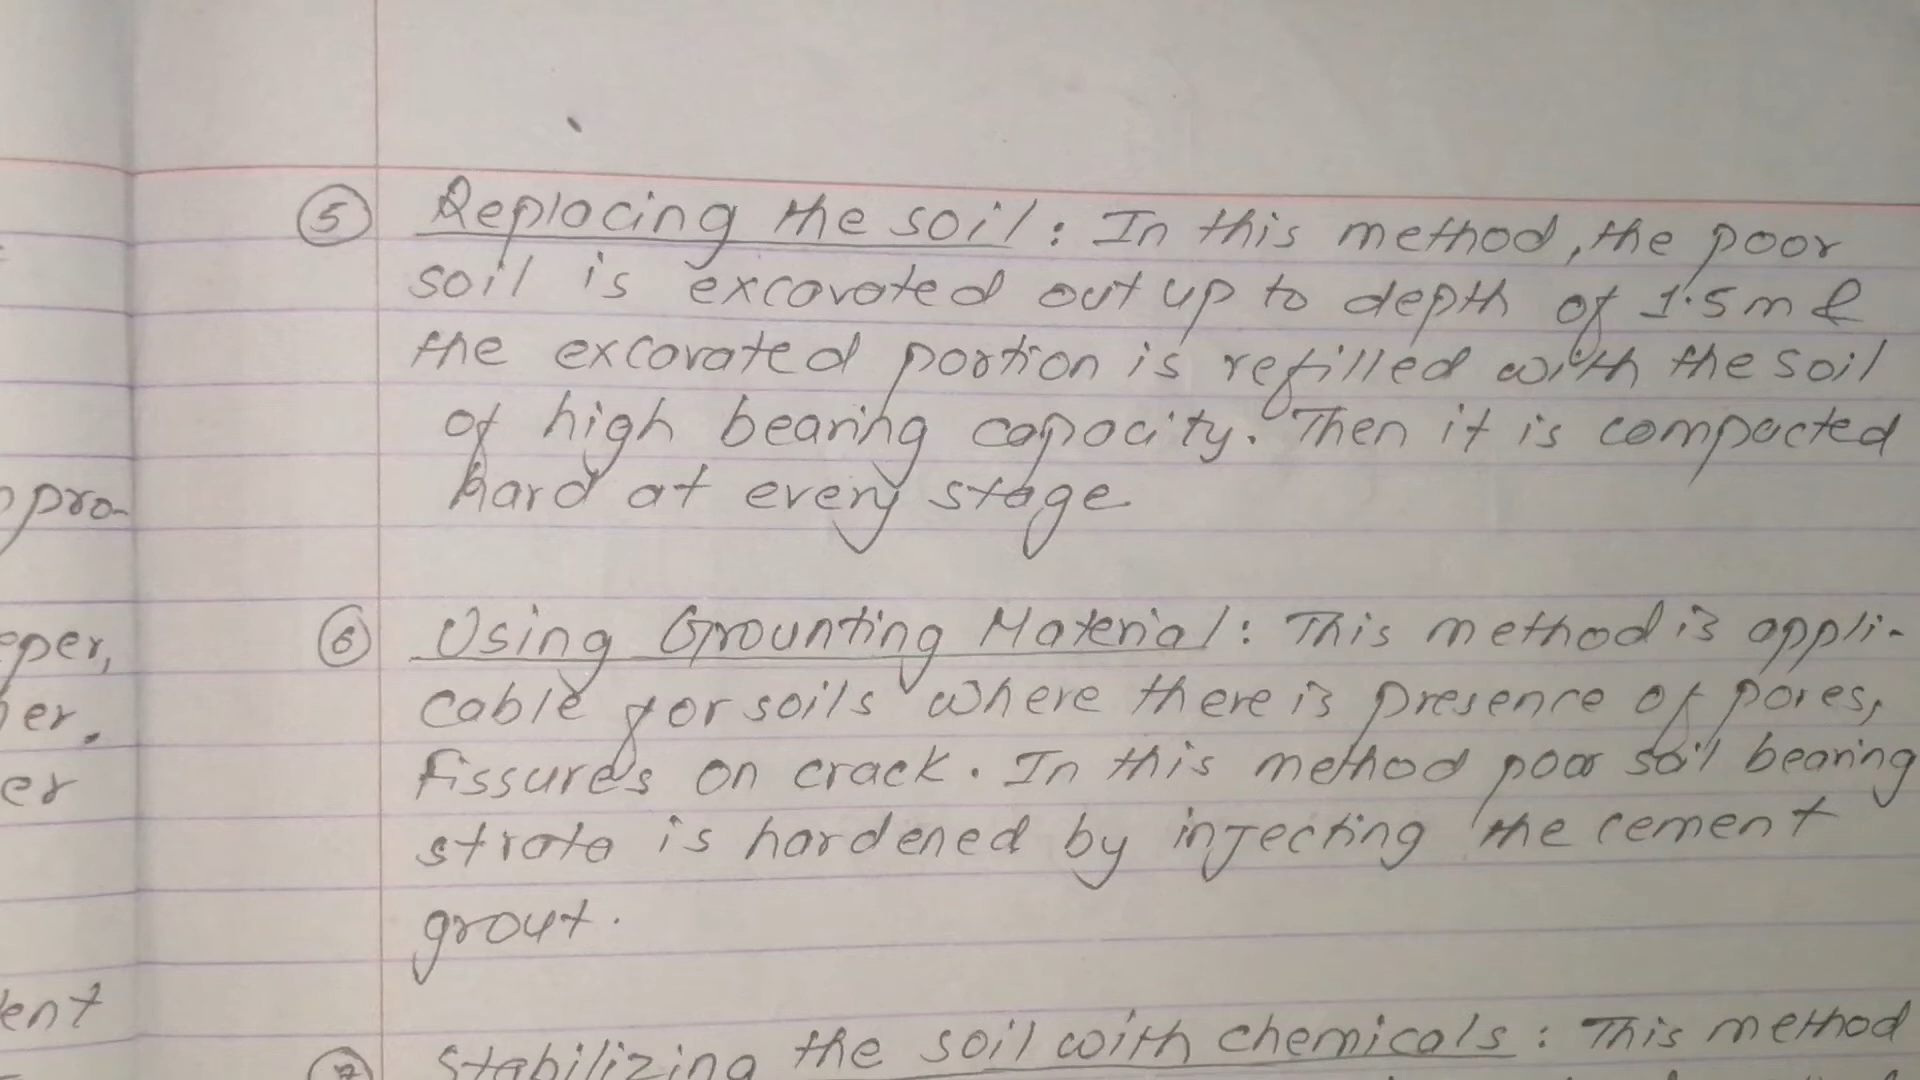 ⑤ Replacing the soil: In this method, the poor
soil is excavated out up to depth of 1.5m &
the excavated portion is refilled with the soil
of high bearing capacity. Then it is compacted
hard at every stage
⑥ Using Grounting Material: This method is appli-
cable for soils where there is presence of pores,
fissures on crack. In this method poor soil bearing
strata is hardened by injecting the cement
grout.
⑦ Stabilizing the soil with chemicals: This method
pro-
er